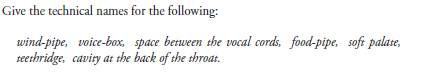 Give the technical names for the following:
wind-pipe, voice-box, space between the vocal cords, food-pipe, soft palate,
teethridge, cavity at the back of the throat.